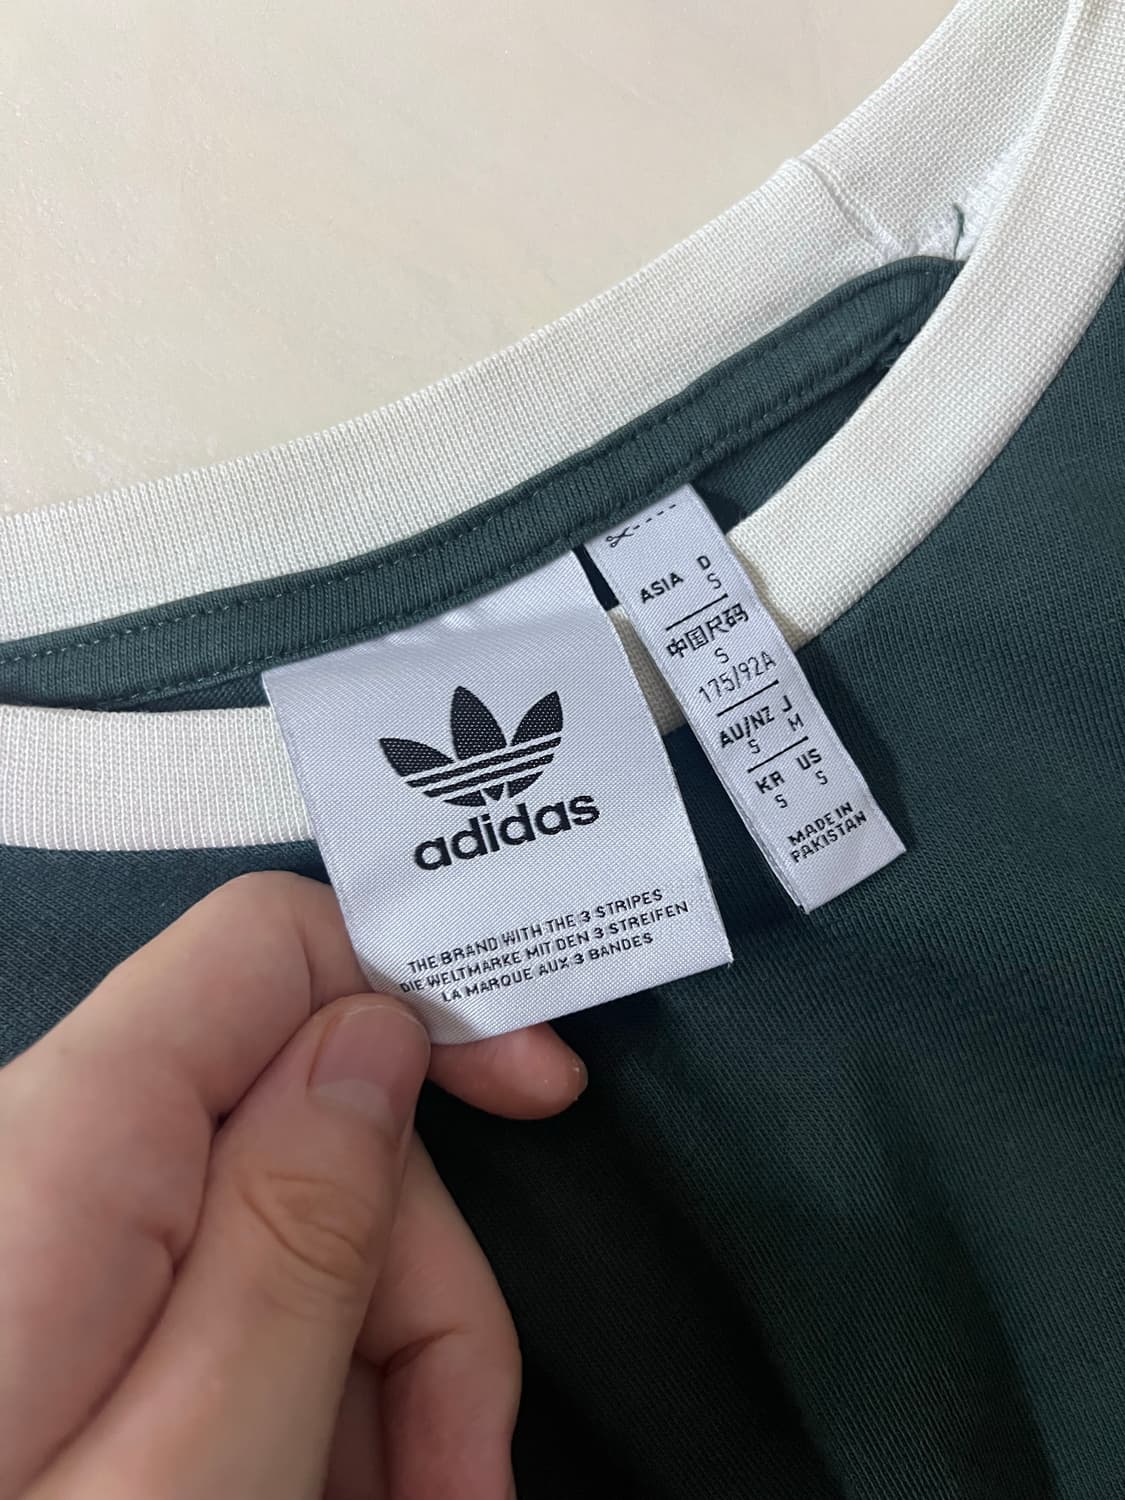 adidas
THE BRAND WITH THE 3 STRIPES
DIE WELTMARKE MIT DEN 3 STREIFEN
LA MARQUE AUX 3 BANDES
ASIA D
S
中国尺码
S
175/92A
AU/NZ J
S M
KR US
S S
MADE IN
PAKISTAN